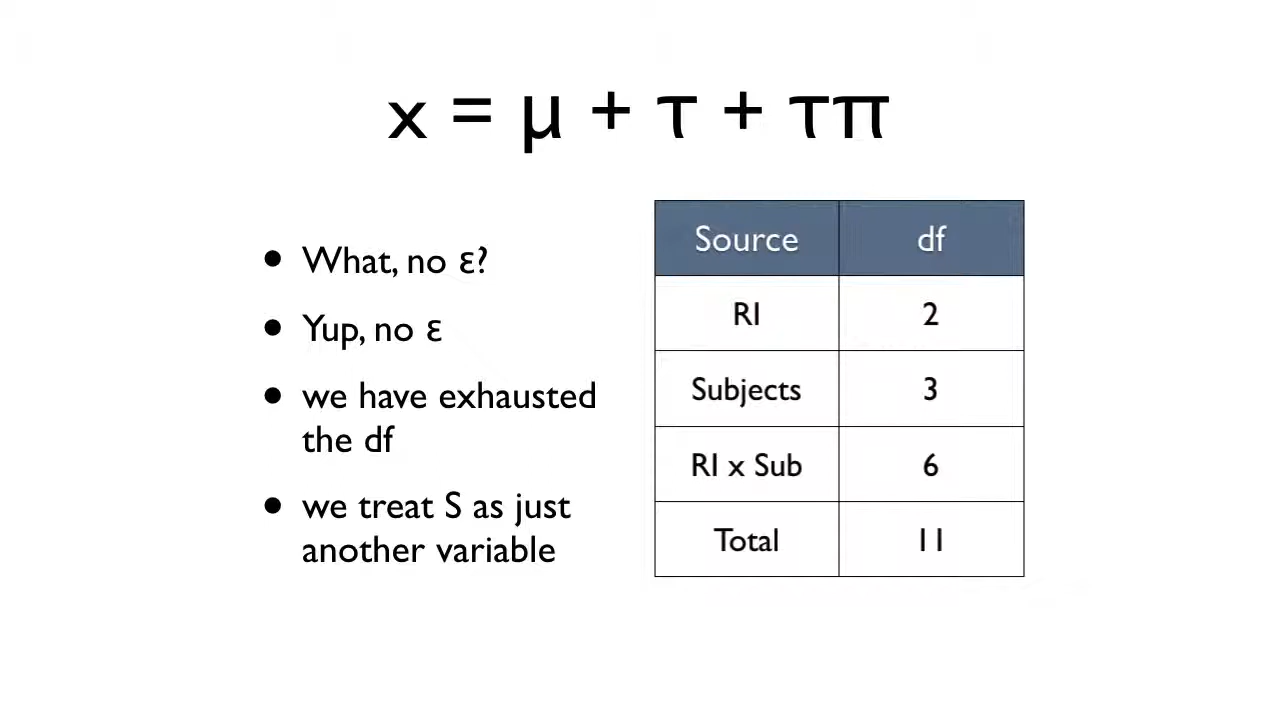 x = μ + τ + τπ
• What, no ε?
• Yup, no ε
• we have exhausted
the df
• we treat S as just
another variable
Source df
RI 2
Subjects 3
RI x Sub 6
Total 11